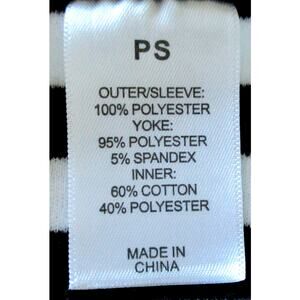 PS
OUTER/SLEEVE:
100% POLYESTER
YOKE:
95% POLYESTER
5% SPANDEX
INNER:
60% COTTON
40% POLYESTER
MADE IN
CHINA